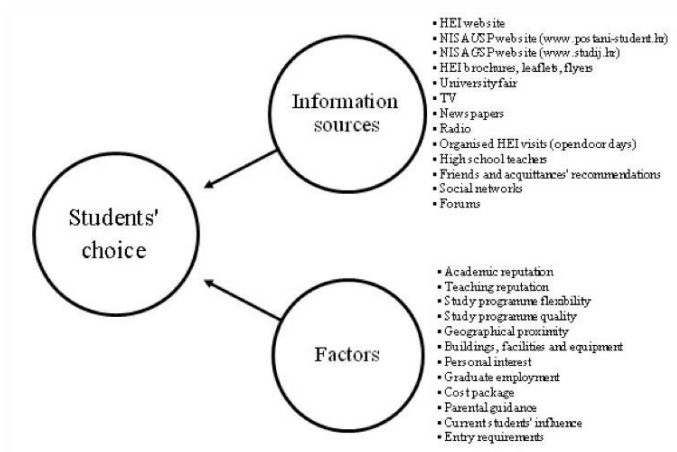 ▪ HEI website
▪ NISAUSP website (www.postani-student.hr)
▪ NISAGSP website (www.studij.hr)
▪ HEI brochures, leaflets, flyers
▪ University fair
▪ TV
▪ Newspapers
▪ Radio
▪ Organised HEI visits (open door days)
▪ High school teachers
▪ Friends and acquittances' recommendations
▪ Social networks
▪ Forums
Information
sources
Students'
choice
Factors
▪ Academic reputation
▪ Teaching reputation
▪ Study programme flexibility
▪ Study programme quality
▪ Geographical proximity
▪ Buildings, facilities and equipment
▪ Personal interest
▪ Graduate employment
▪ Cost package
▪ Parental guidance
▪ Current students' influence
▪ Entry requirements